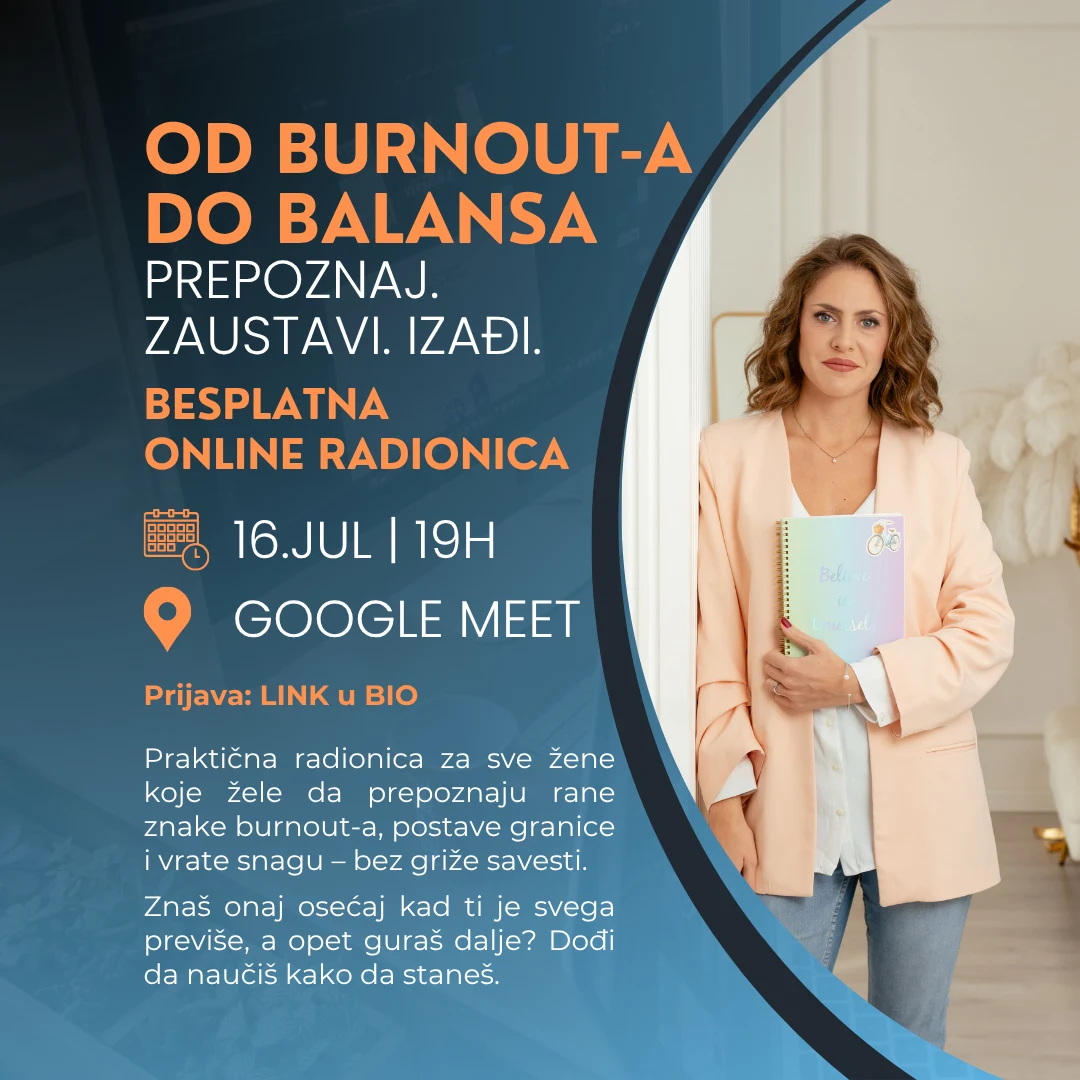 OD BURNOUT-A
DO BALANSA
PREPOZNAJ.
ZAUSTAVI. IZAĐI.
BESPLATNA
ONLINE RADIONICA
16.JUL | 19H
GOOGLE MEET
Prijava: LINK u BIO
Praktična radionica za sve žene
koje žele da prepoznaju rane
znake burnout-a, postave granice
i vrate snagu – bez griže savesti.
Znaš onaj osećaj kad ti je svega
previše, a opet guraš dalje? Dođi
da naučiš kako da staneš.
Believe